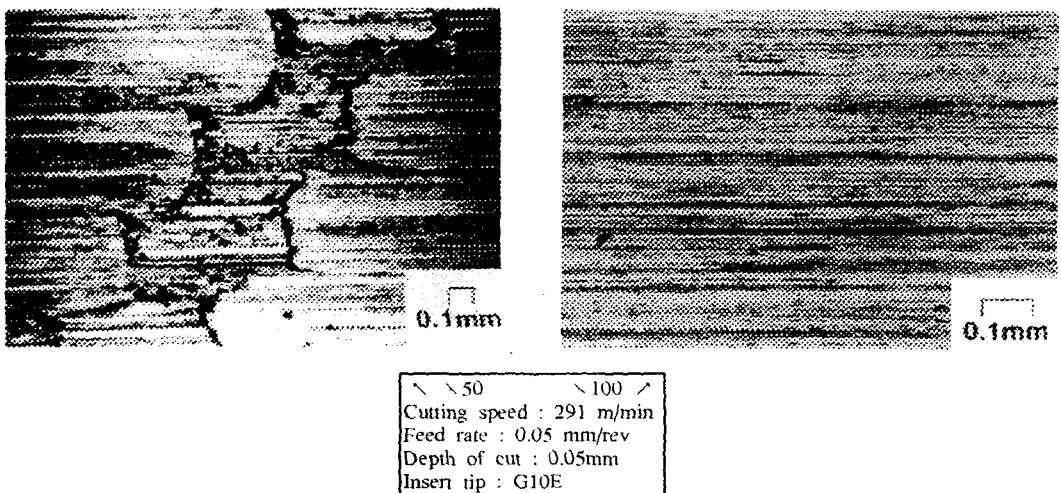 0.1mm
0.1mm
↖ ↖50 ↖100 ↗
Cutting speed : 291 m/min
Feed rate : 0.05 mm/rev
Depth of cut : 0.05mm
Insert tip : G10E